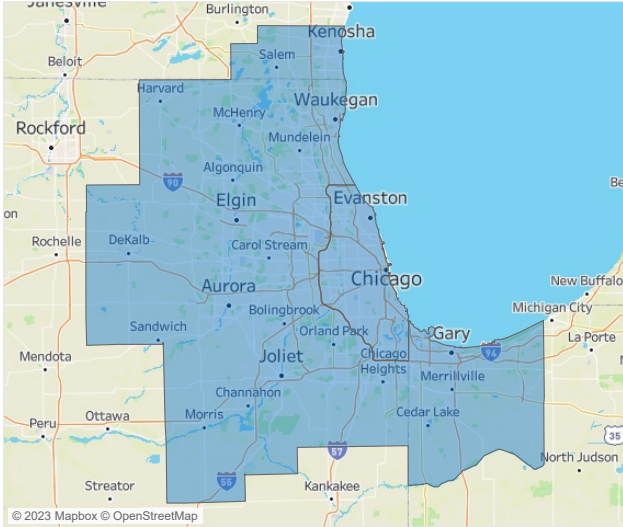 Janesville
Burlington
Kenosha
Beloit
Salem
Harvard
Waukegan
McHenry
Rockford
Mundelein
Algonquin
90
Be
Elgin
Evanston
on
Rochelle
DeKalb
Carol Stream
Chicago
New Buffalo
Aurora
Bolingbrook
Michigan City
Sandwich
Orland Park
Gary
La Porte
Mendota
Joliet
Chicago
Heights
94
Merrillville
Channahon
Morris
Cedar Lake
Ottawa
Peru
35
57
North Judson
Streator
55
Kankakee
© 2023 Mapbox © OpenStreetMap